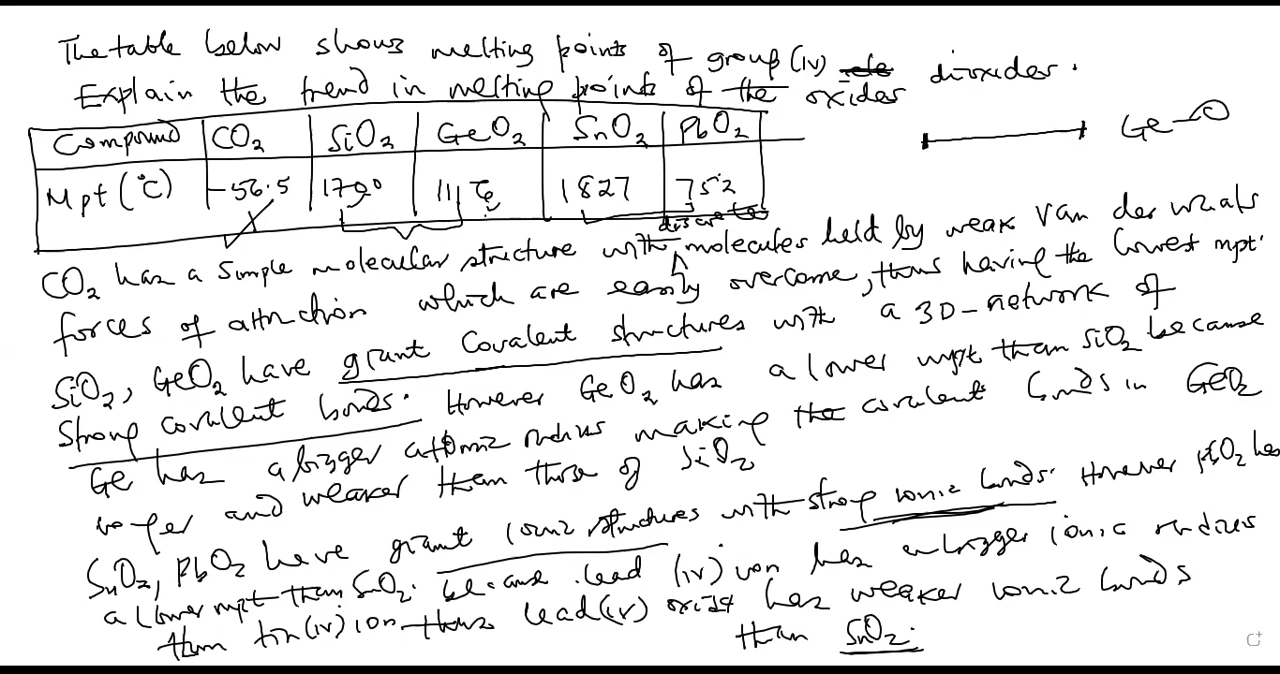 The table below shows melting points of group (iv) dioxides.
Explain the trend in melting points of the oxides
Compound CO2 SiO2 GeO2 SnO2 PbO2
Ge-O
Mpt (°C) -56.5 1827 752
discrete
CO2 has a simple molecular structure with molecules held by weak Van der waals
forces of attraction which are easily overcome, thus having the lowest mpt.
SiO2, GeO2 have giant covalent structures with a 3D-network of
Strong covalent bonds. However GeO2 has a lower mpt than SiO2 because
Ge has a bigger atomic radius making the covalent bonds in GeO2
longer and weaker than those of SiO2
SnO2, PbO2 have giant ionic structures with strong ionic bonds. However PbO2 has
a lower mpt than SnO2. because lead (iv) ion has a bigger ionic radius
than tin(iv) ion thus lead(iv) oxide has weaker ionic bonds
than SnO2.